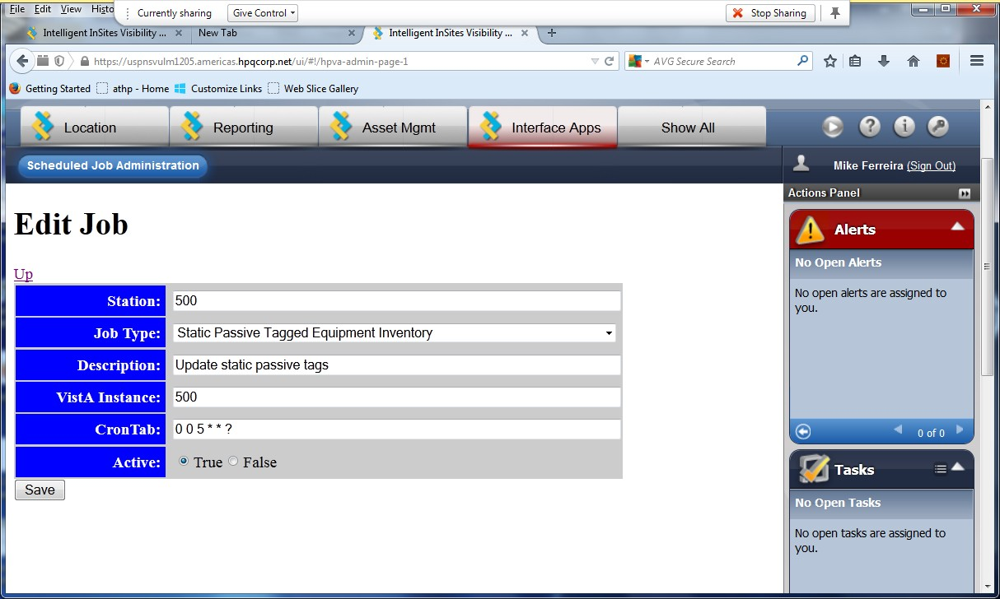 File Edit View Histo
Currently sharing Give Control Stop Sharing
Intelligent InSites Visibility ... New Tab Intelligent InSites Visibility ...
https://uspnsvulm1205.americas.hpqcorp.net/ui/#!/hpva-admin-page-1 AVG Secure Search
Getting Started athp - Home Customize Links Web Slice Gallery
Location Reporting Asset Mgmt Interface Apps Show All
Scheduled Job Administration Mike Ferreira (Sign Out)
Actions Panel
Edit Job
Alerts
No Open Alerts
No open alerts are assigned to
you.
0 of 0
Tasks
No Open Tasks
No open tasks are assigned to
you.
Up
Station: 500
Job Type: Static Passive Tagged Equipment Inventory
Description: Update static passive tags
VistA Instance: 500
CronTab: 0 0 5 * * ?
Active: True False
Save